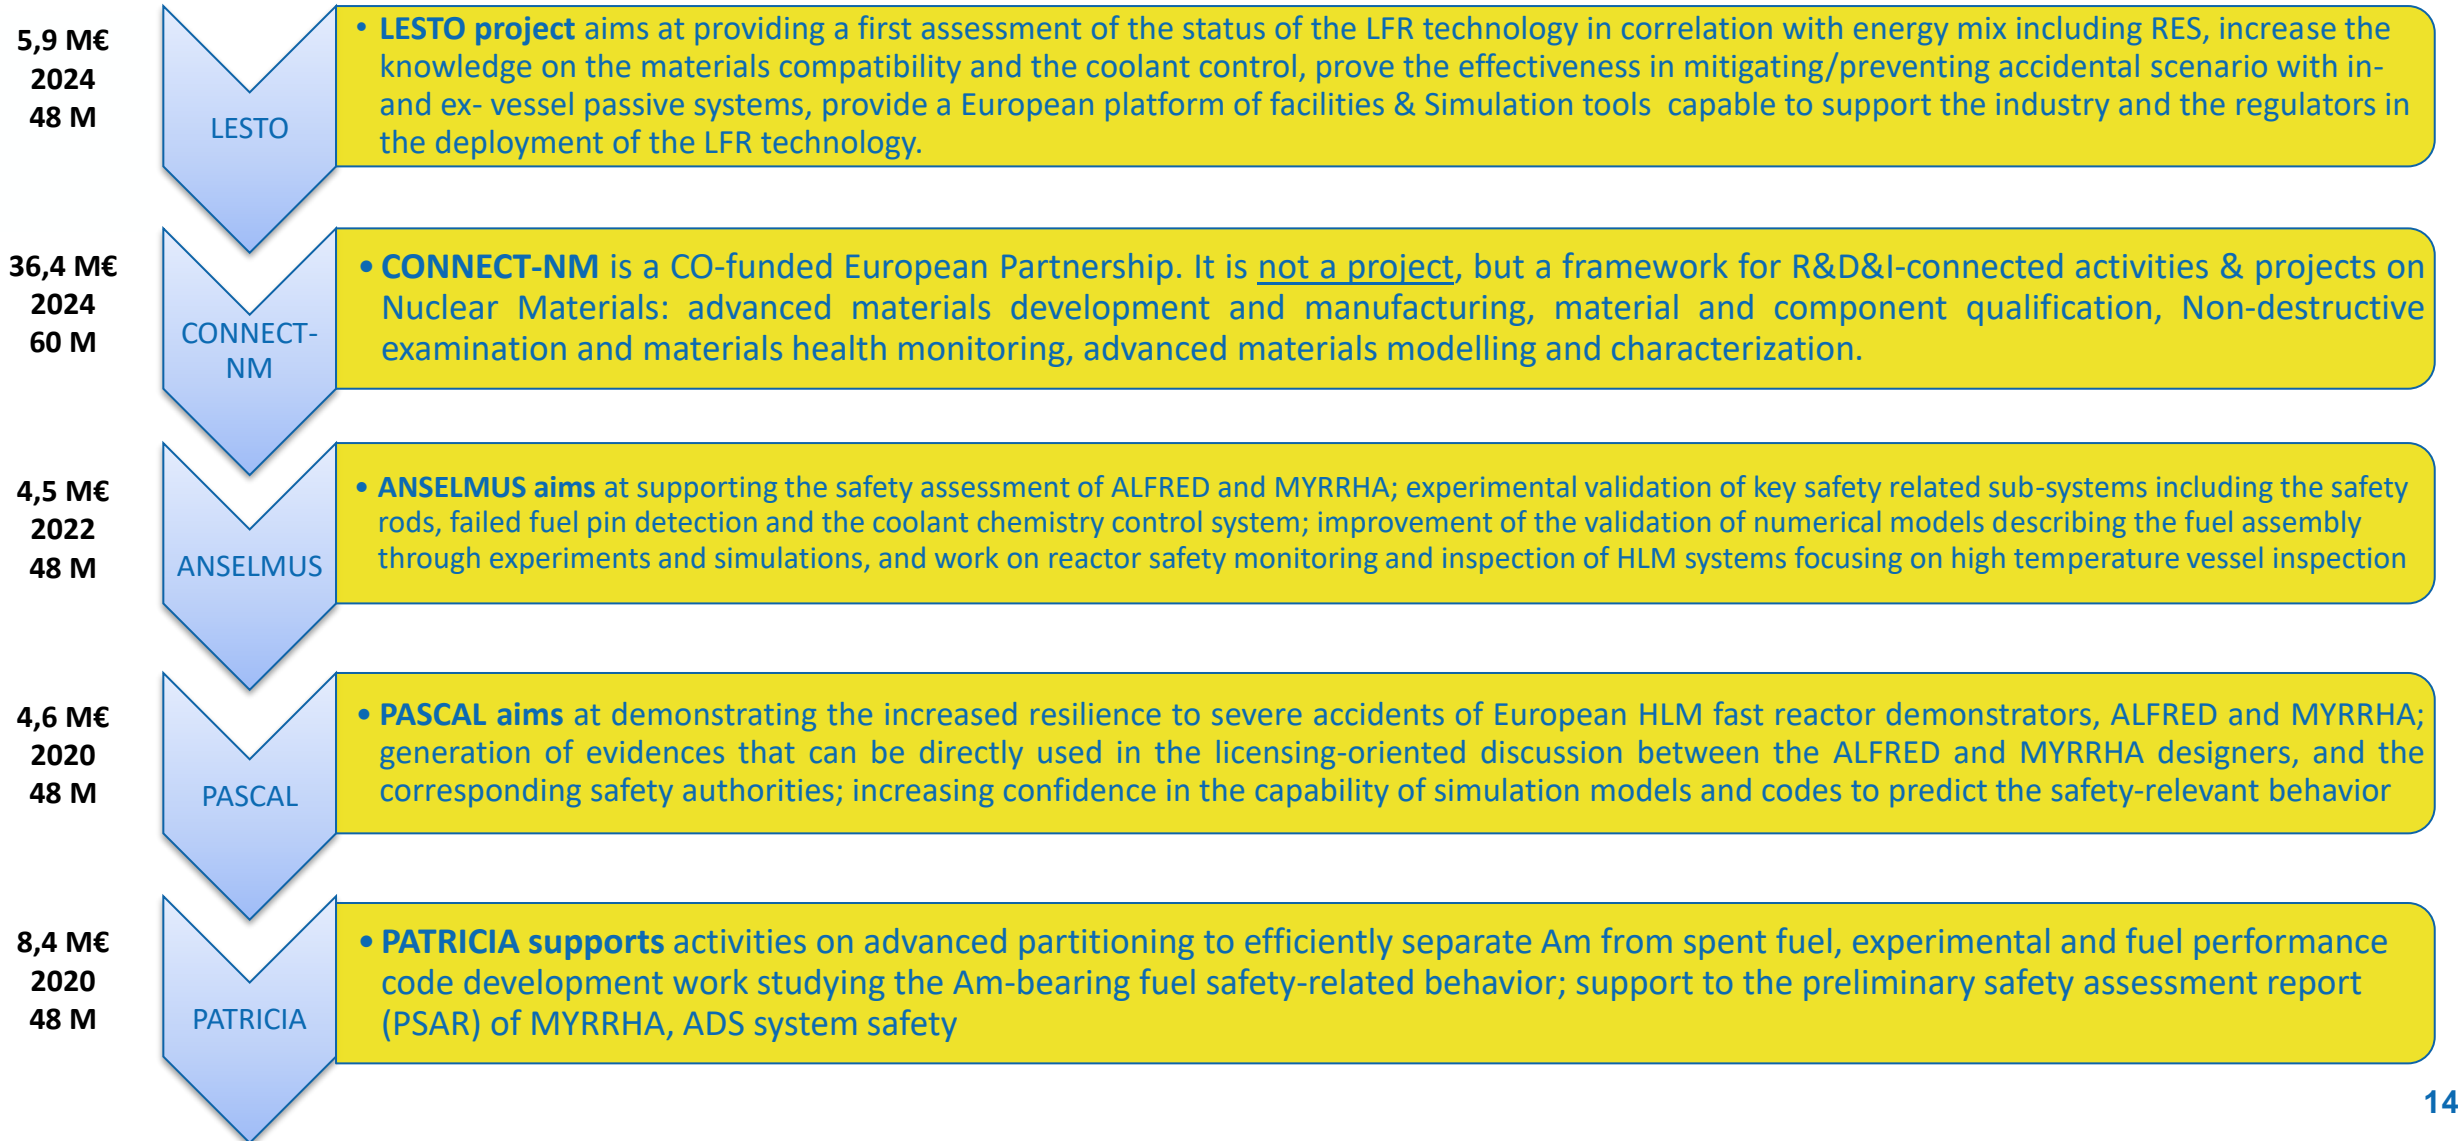 5,9 M€
2024
48 M
LESTO
• LESTO project aims at providing a first assessment of the status of the LFR technology in correlation with energy mix including RES, increase the
knowledge on the materials compatibility and the coolant control, prove the effectiveness in mitigating/preventing accidental scenario with in-
and ex- vessel passive systems, provide a European platform of facilities & Simulation tools capable to support the industry and the regulators in
the deployment of the LFR technology.
36,4 M€
2024
60 M
CONNECT-
NM
• CONNECT-NM is a CO-funded European Partnership. It is not a project, but a framework for R&D&I-connected activities & projects on
Nuclear Materials: advanced materials development and manufacturing, material and component qualification, Non-destructive
examination and materials health monitoring, advanced materials modelling and characterization.
4,5 M€
2022
48 M
ANSELMUS
• ANSELMUS aims at supporting the safety assessment of ALFRED and MYRRHA; experimental validation of key safety related sub-systems including the safety
rods, failed fuel pin detection and the coolant chemistry control system; improvement of the validation of numerical models describing the fuel assembly
through experiments and simulations, and work on reactor safety monitoring and inspection of HLM systems focusing on high temperature vessel inspection
4,6 M€
2020
48 M
PASCAL
• PASCAL aims at demonstrating the increased resilience to severe accidents of European HLM fast reactor demonstrators, ALFRED and MYRRHA;
generation of evidences that can be directly used in the licensing-oriented discussion between the ALFRED and MYRRHA designers, and the
corresponding safety authorities; increasing confidence in the capability of simulation models and codes to predict the safety-relevant behavior
8,4 M€
2020
48 M
PATRICIA
• PATRICIA supports activities on advanced partitioning to efficiently separate Am from spent fuel, experimental and fuel performance
code development work studying the Am-bearing fuel safety-related behavior; support to the preliminary safety assessment report
(PSAR) of MYRRHA, ADS system safety
14